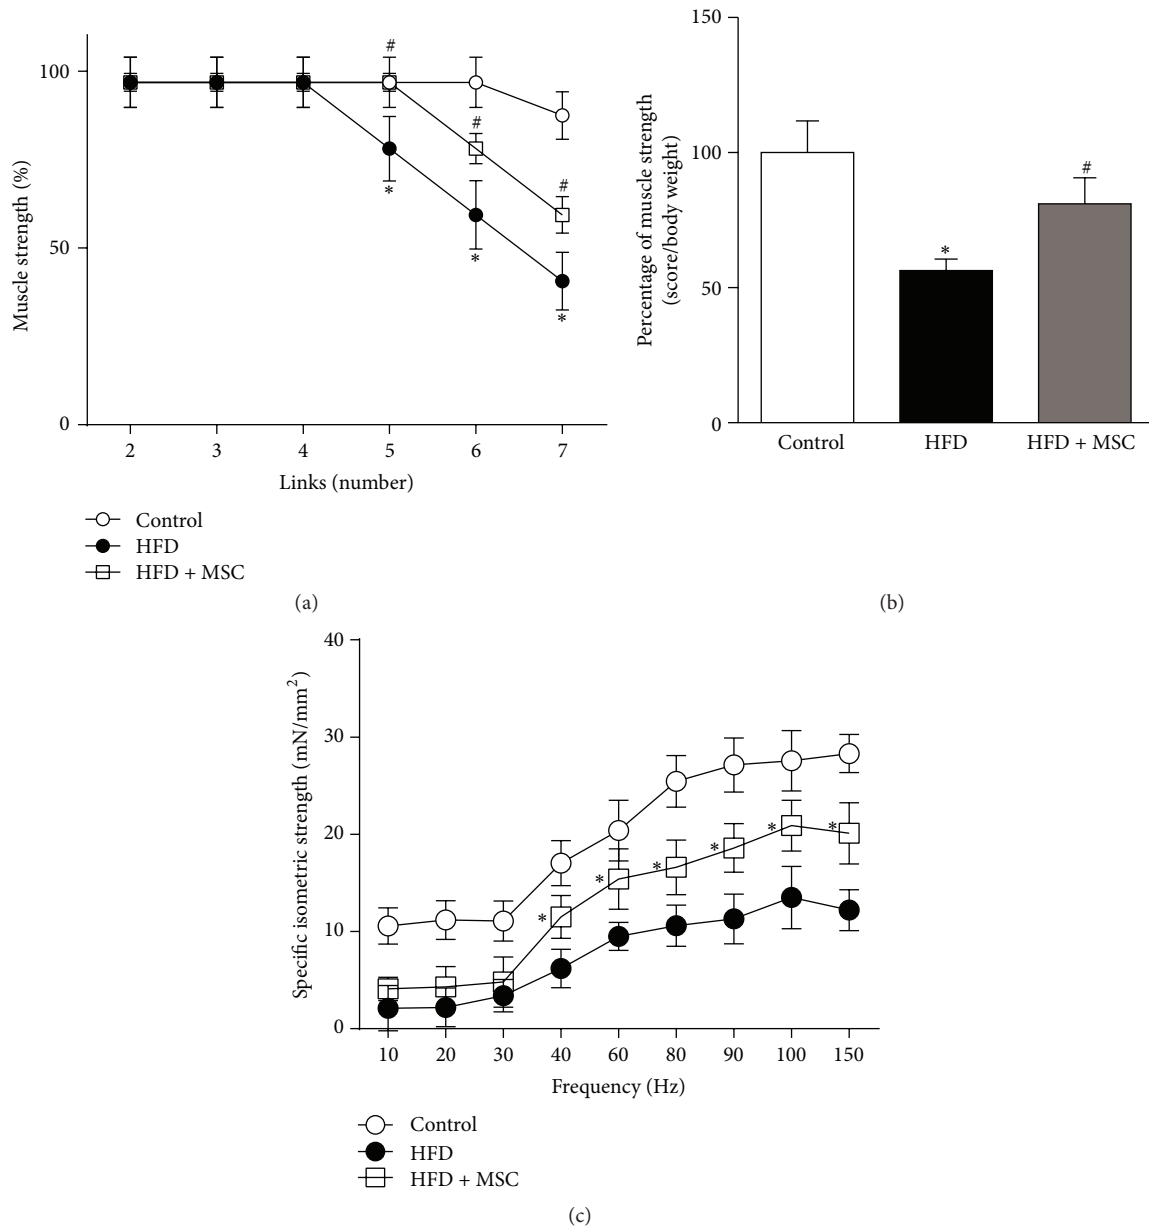 100
50
0
Muscle strength (%)
#
#
#
*
*
*
2 3 4 5 6 7
Links (number)
Control
HFD
HFD + MSC
(a)
150
100
50
0
Percentage of muscle strength
(score/body weight)
*
#
Control HFD HFD + MSC
(b)
40
30
20
10
0
Specific isometric strength (mN/mm²)
* * * * * *
10 20 30 40 60 80 90 100 150
Frequency (Hz)
Control
HFD
HFD + MSC
(c)